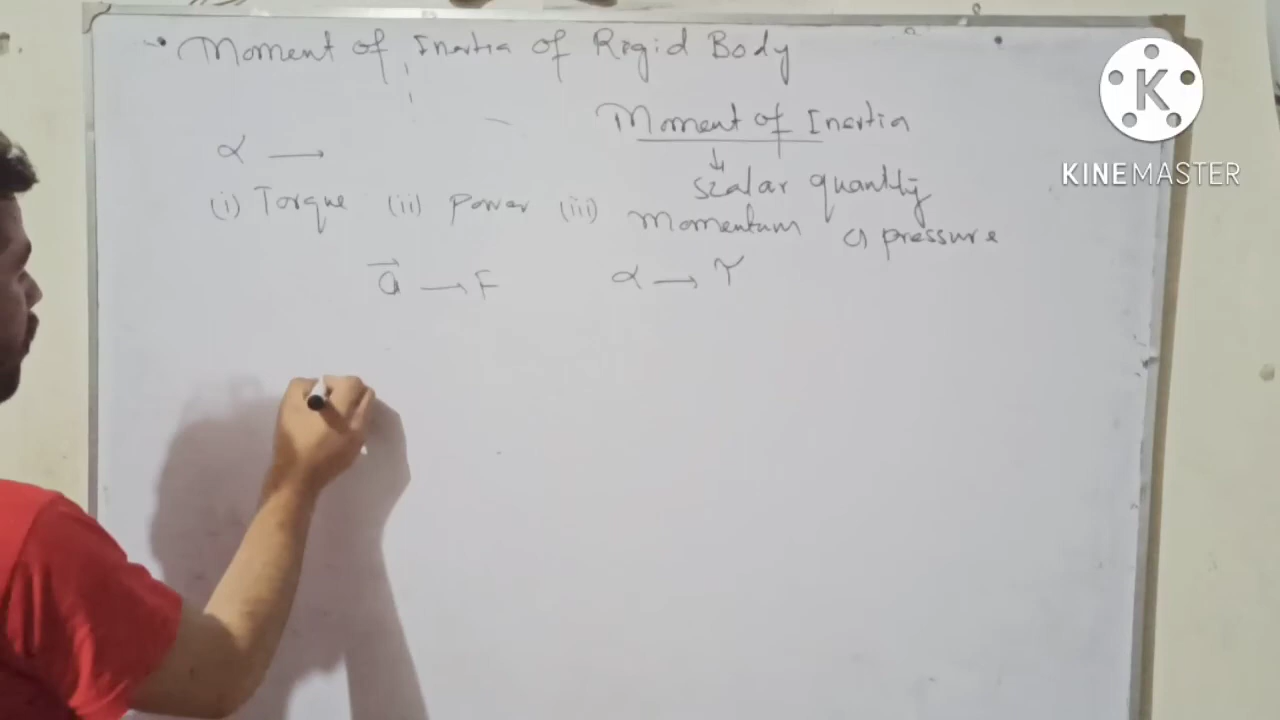 • Moment of Inertia of Rigid Body
Moment of Inertia
α →
↓
scalar quantity
(i) Torque (ii) Power (iii) Momentum () pressure
a → F α → τ
K
KINEMASTER